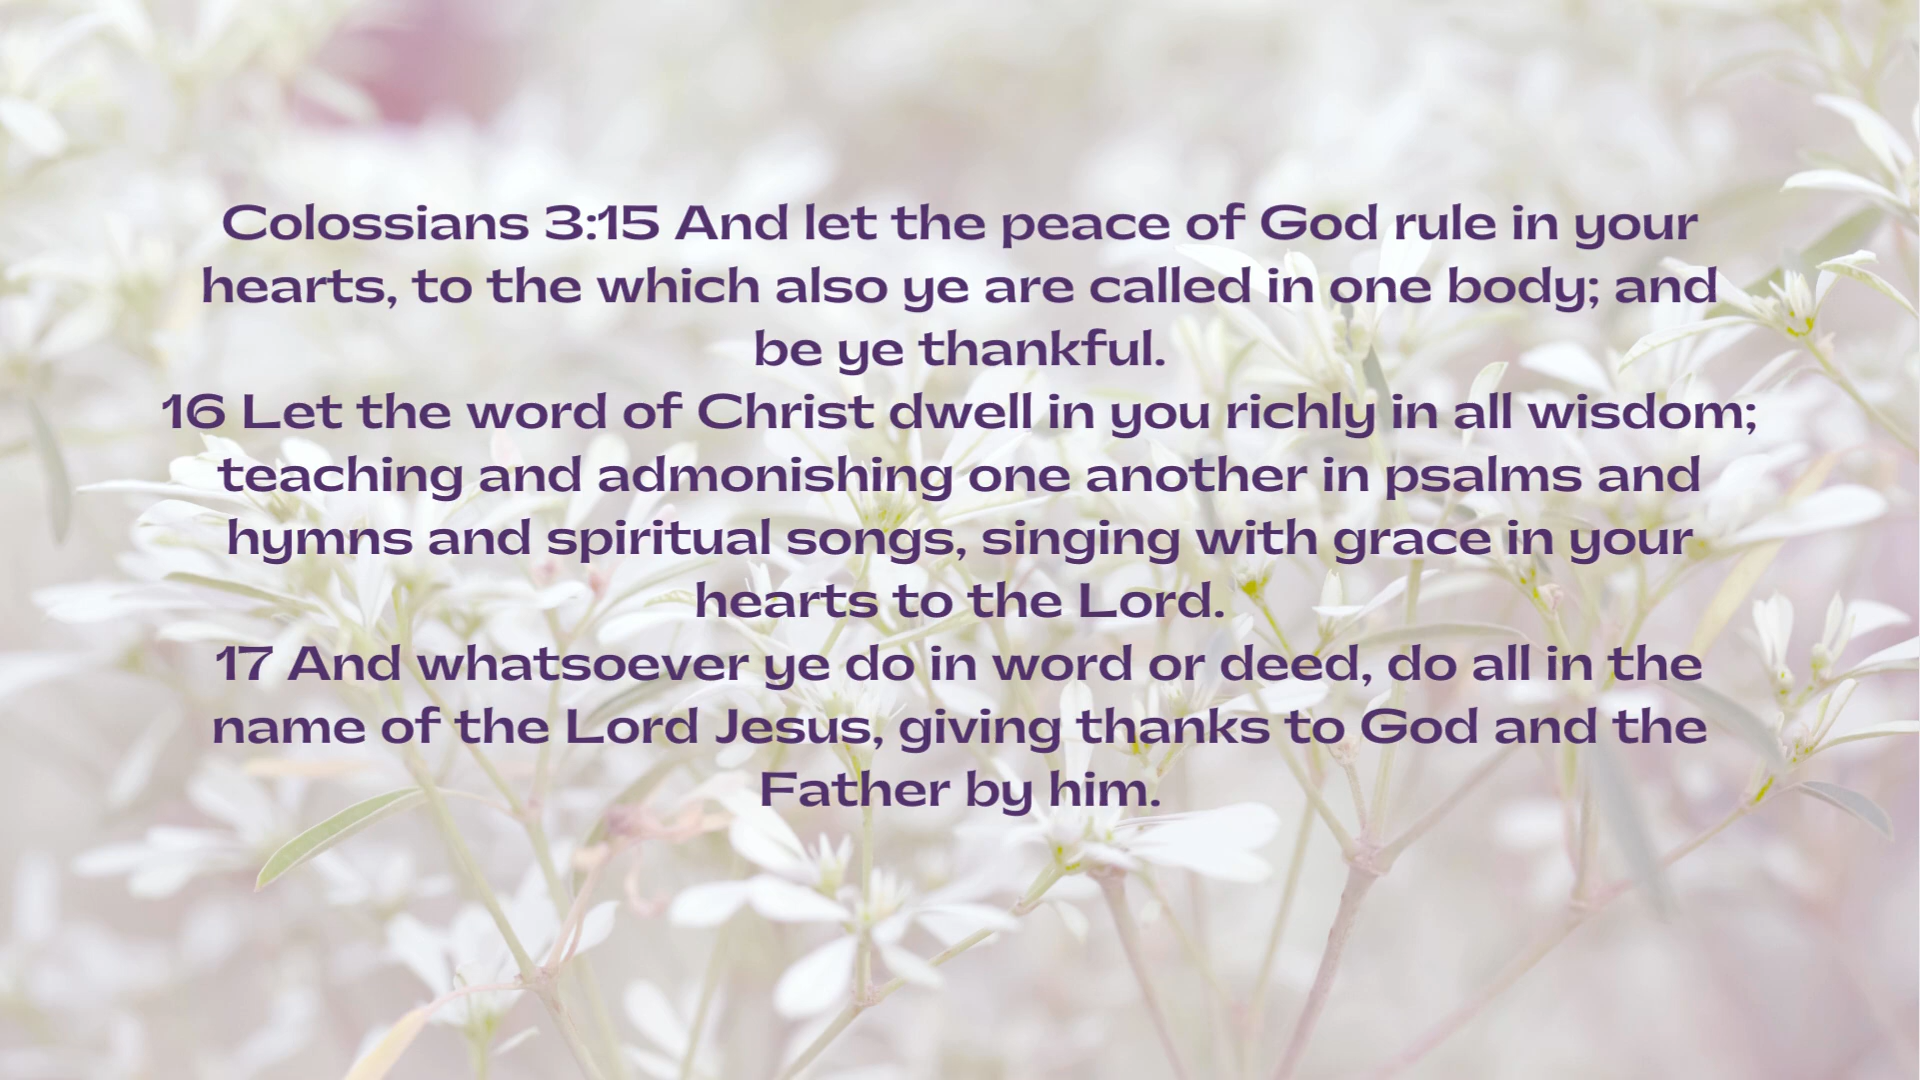 Colossians 3:15 And let the peace of God rule in your
hearts, to the which also ye are called in one body; and
be ye thankful.
16 Let the word of Christ dwell in you richly in all wisdom;
teaching and admonishing one another in psalms and
hymns and spiritual songs, singing with grace in your
hearts to the Lord.
17 And whatsoever ye do in word or deed, do all in the
name of the Lord Jesus, giving thanks to God and the
Father by him.